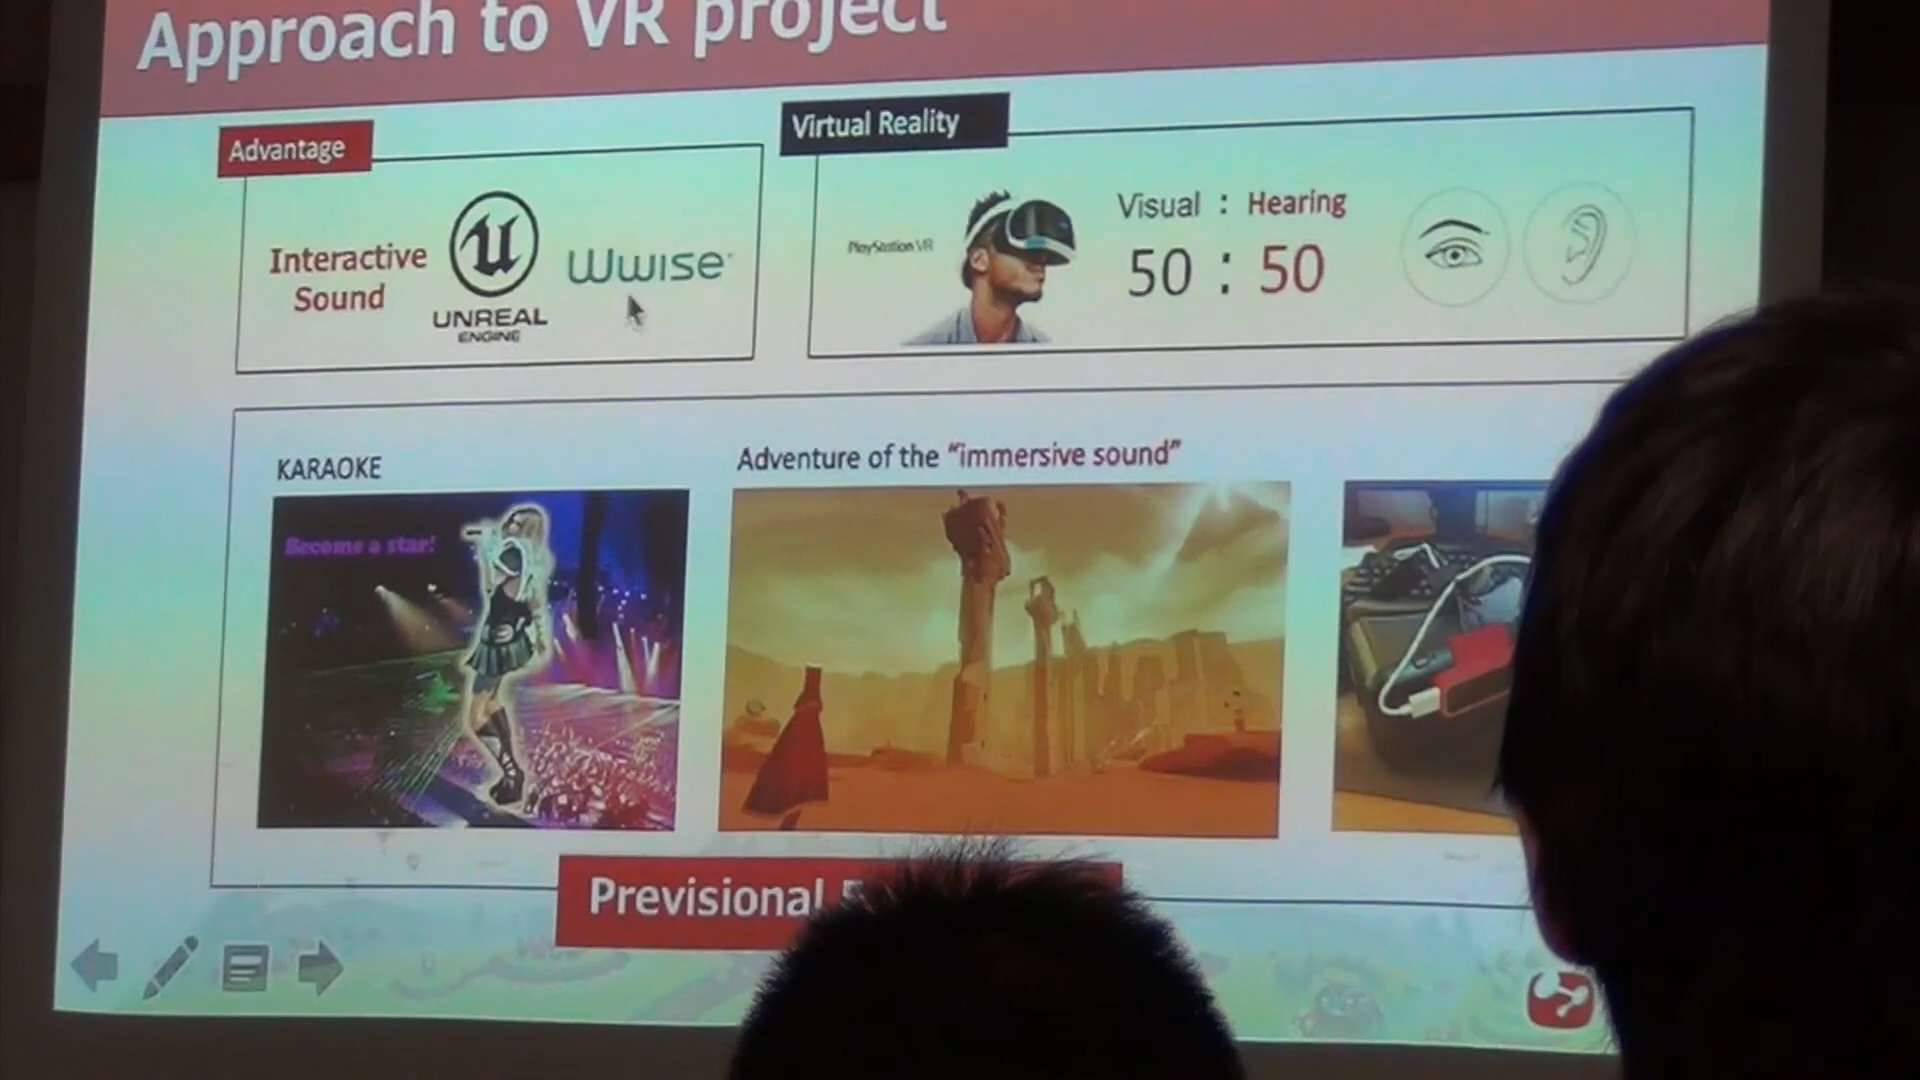 Approach to VR project
Advantage
Interactive
Sound
UNREAL
ENGINE
Wwise
Virtual Reality
PlayStation VR
Visual : Hearing
50 : 50
KARAOKE
Become a star!
Adventure of the “immersive sound”
Previsional